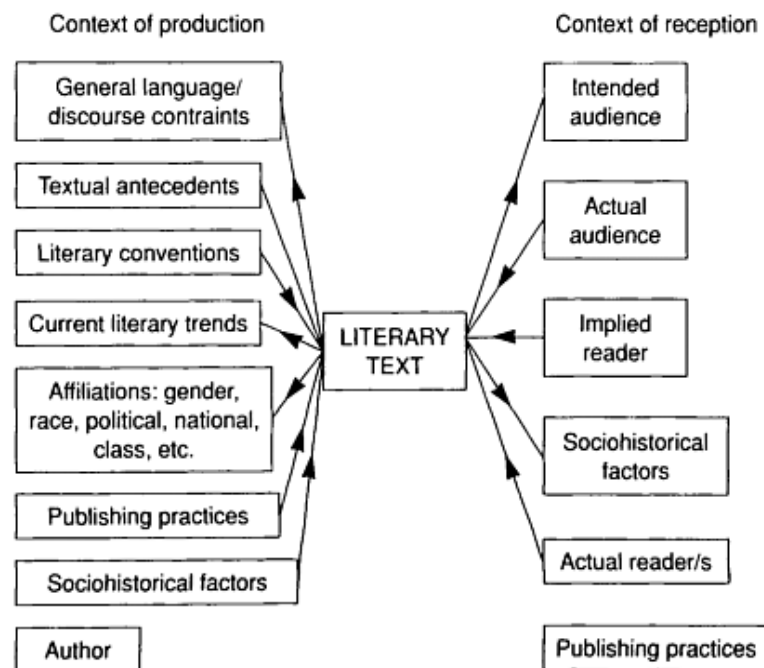 Context of production
General language/
discourse contraints
Textual antecedents
Literary conventions
Current literary trends
Affiliations: gender,
race, political, national,
class, etc.
Publishing practices
Sociohistorical factors
Author
LITERARY
TEXT
Context of reception
Intended
audience
Actual
audience
Implied
reader
Sociohistorical
factors
Actual reader/s
Publishing practices